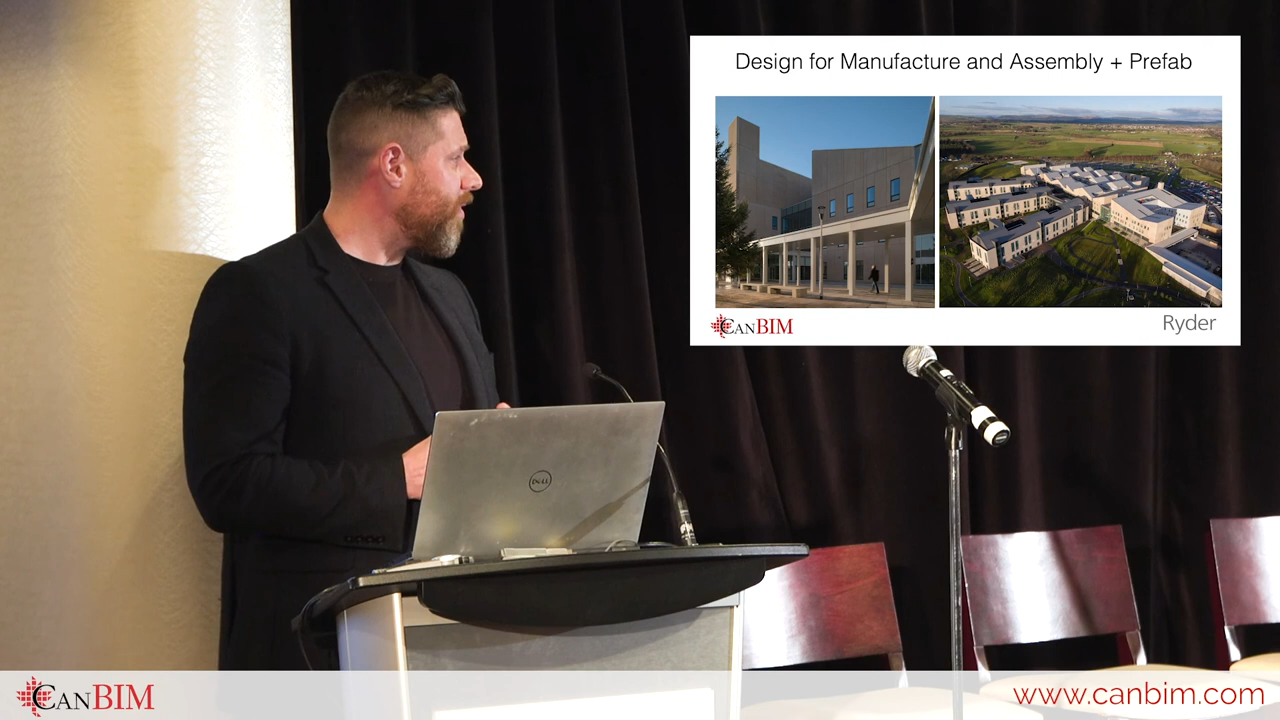 Design for Manufacture and Assembly + Prefab
CANBIM
Ryder
DELL
CANBIM
www.canbim.com